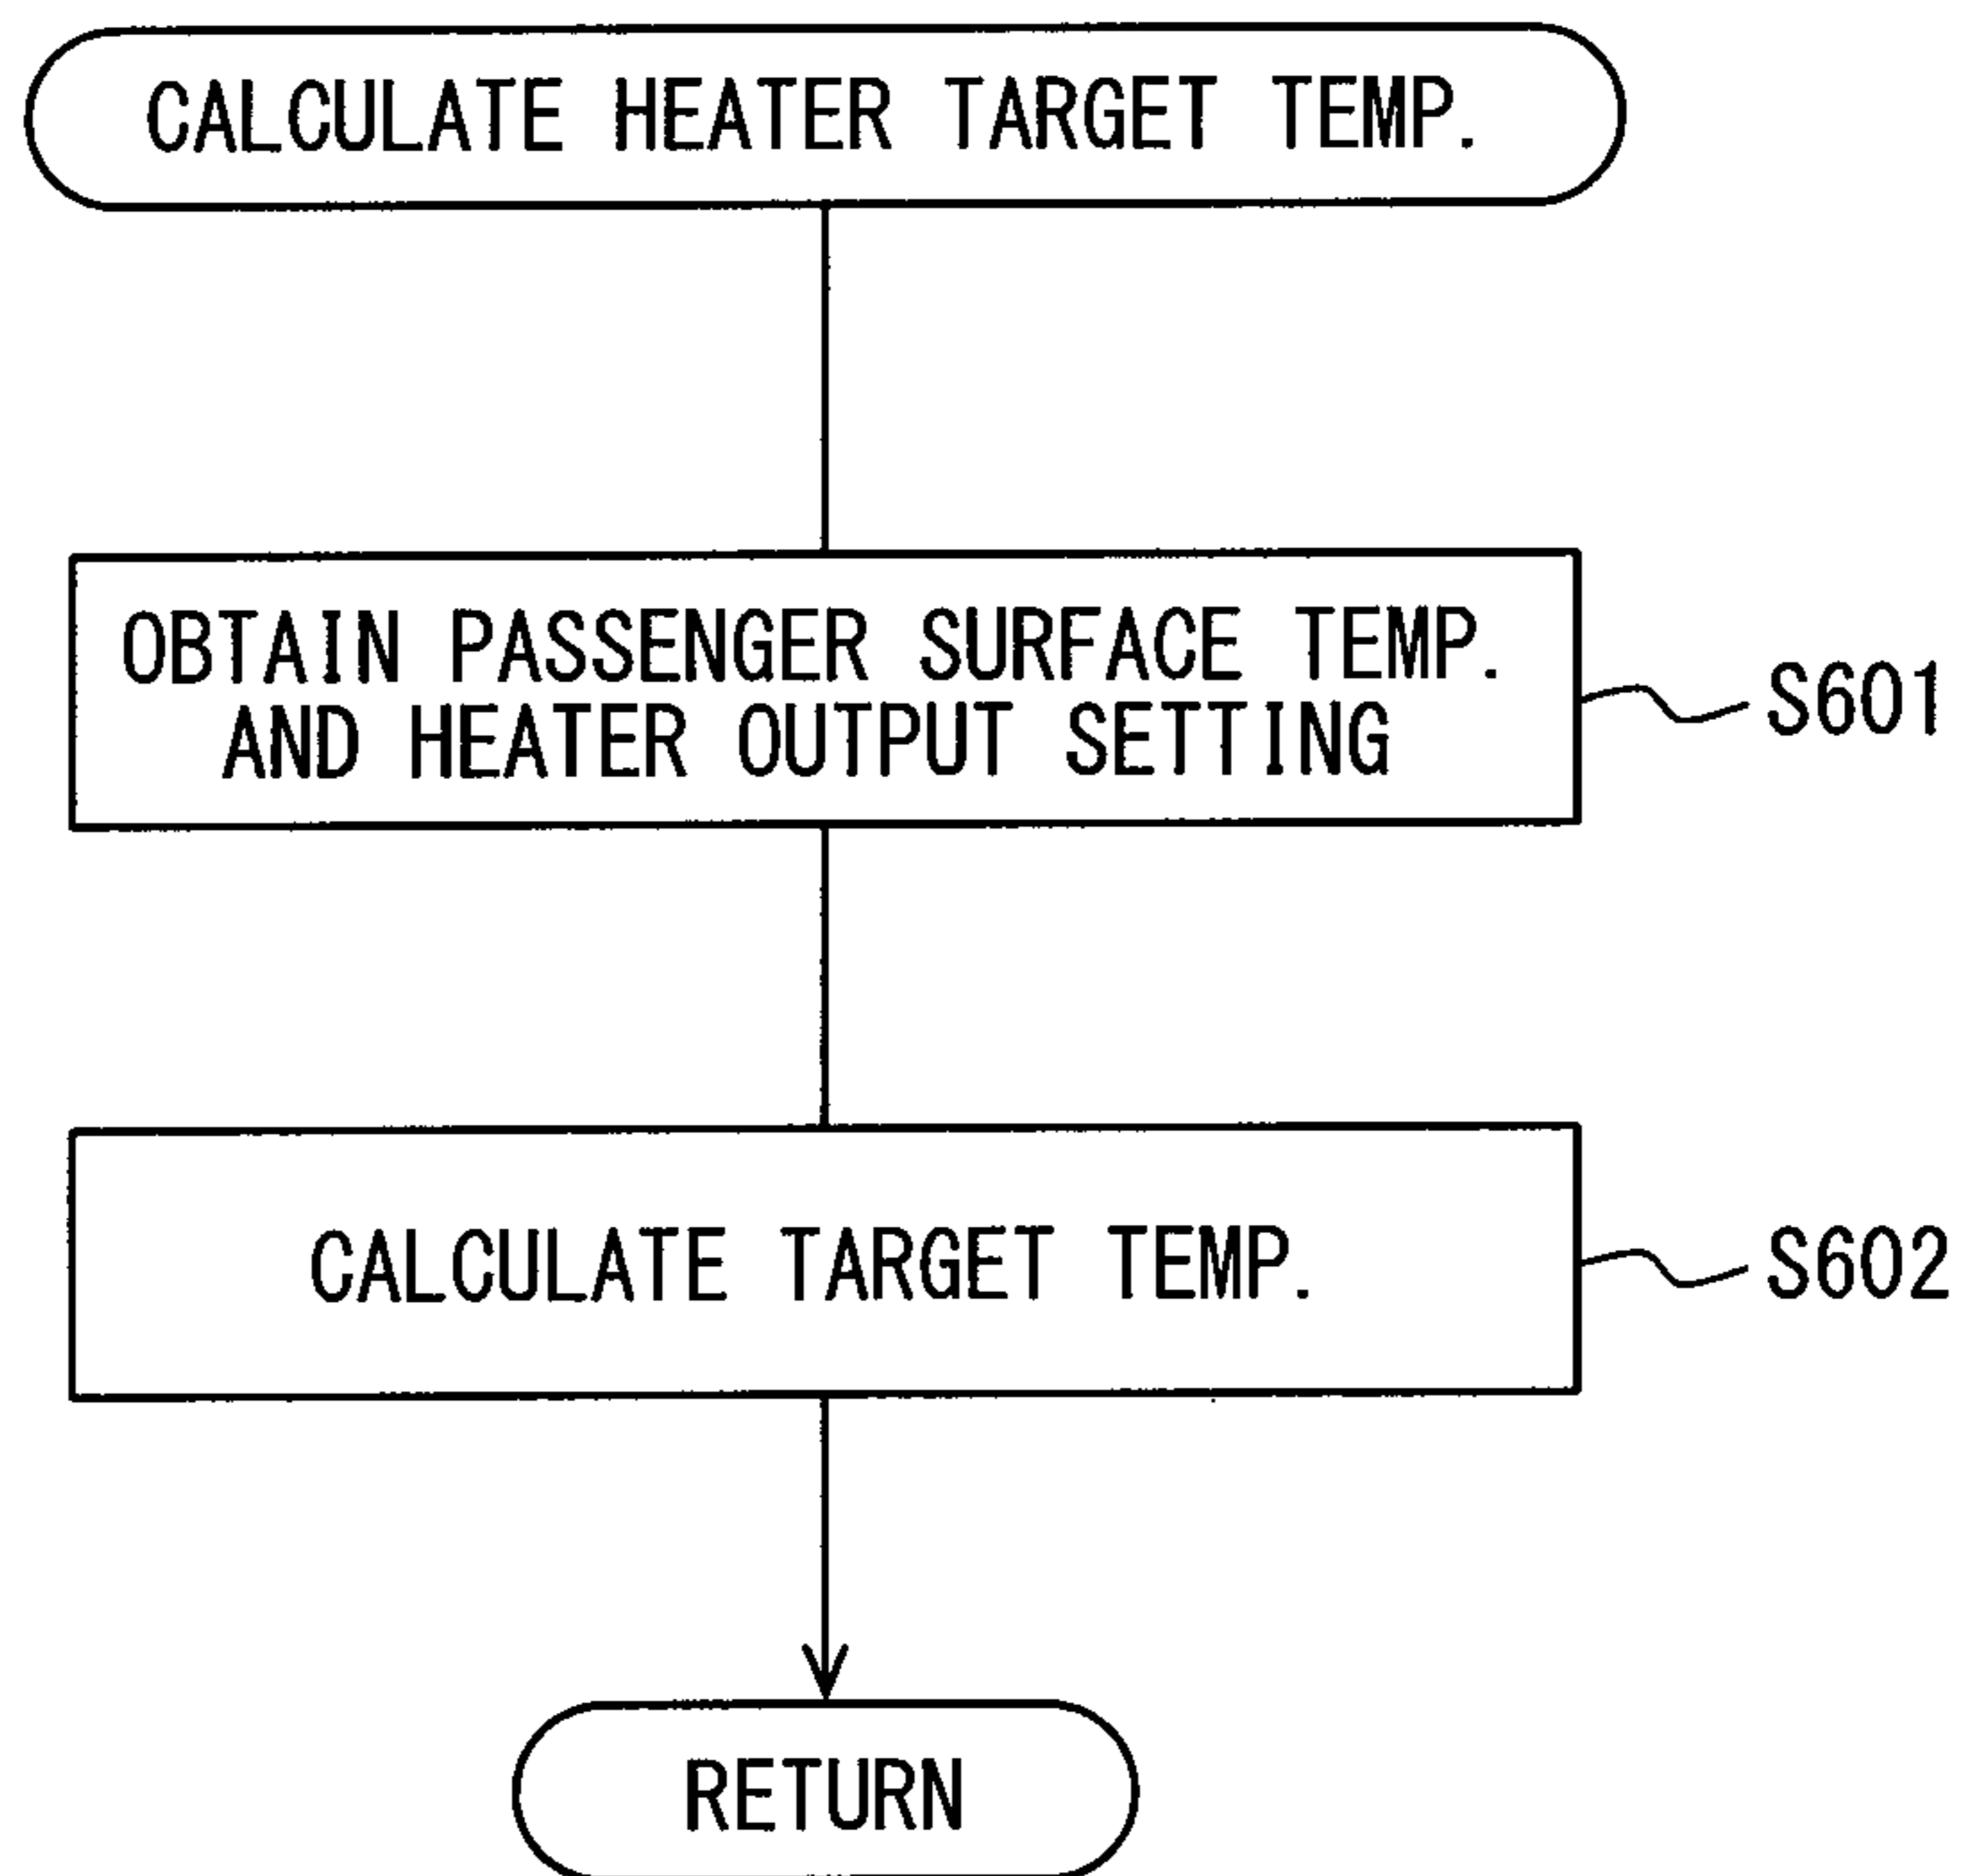 CALCULATE HEATER TARGET TEMP.
OBTAIN PASSENGER SURFACE TEMP.
AND HEATER OUTPUT SETTING
S601
CALCULATE TARGET TEMP.
S602
RETURN